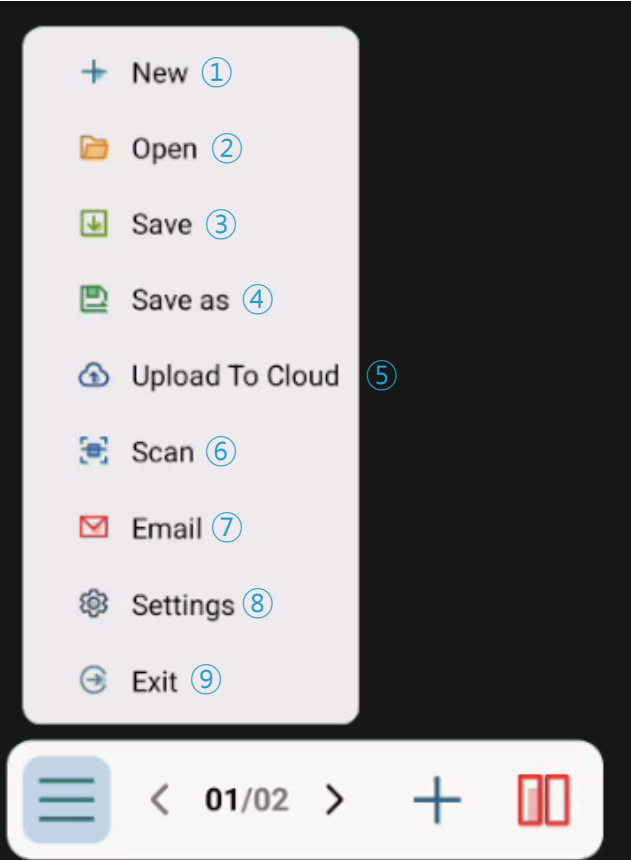 New ①
Open ②
Save ③
Save as ④
Upload To Cloud ⑤
Scan ⑥
Email ⑦
Settings ⑧
Exit ⑨
01/02